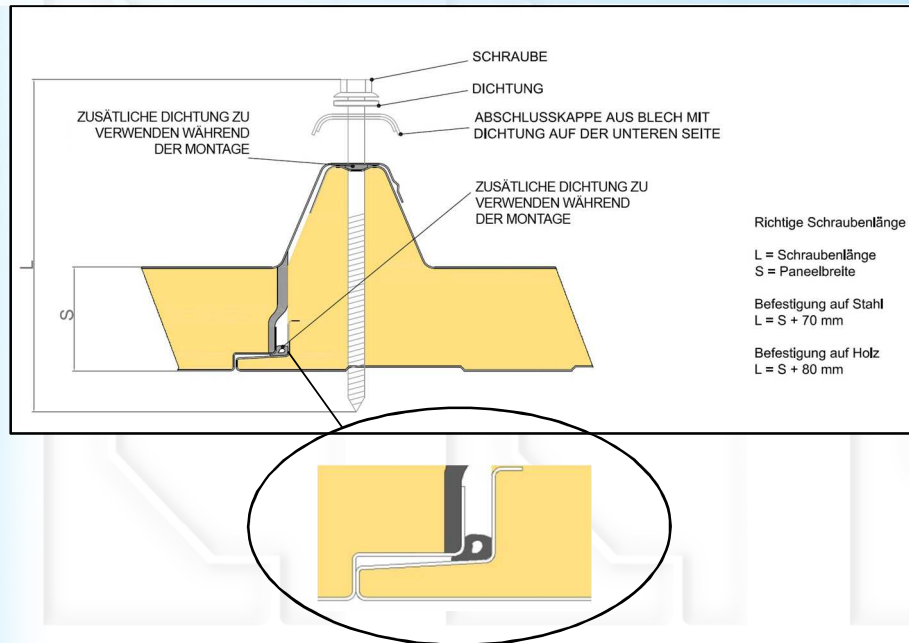 SCHRAUBE
DICHTUNG
ABSCHLUSSKAPPE AUS BLECH MIT
DICHTUNG AUF DER UNTEREN SEITE
ZUSÄTLICHE DICHTUNG ZU
VERWENDEN WÄHREND
DER MONTAGE
ZUSÄTLICHE DICHTUNG ZU
VERWENDEN WÄHREND
DER MONTAGE
L
S
Richtige Schraubenlänge
L = Schraubenlänge
S = Paneelbreite
Befestigung auf Stahl
L = S + 70 mm
Befestigung auf Holz
L = S + 80 mm